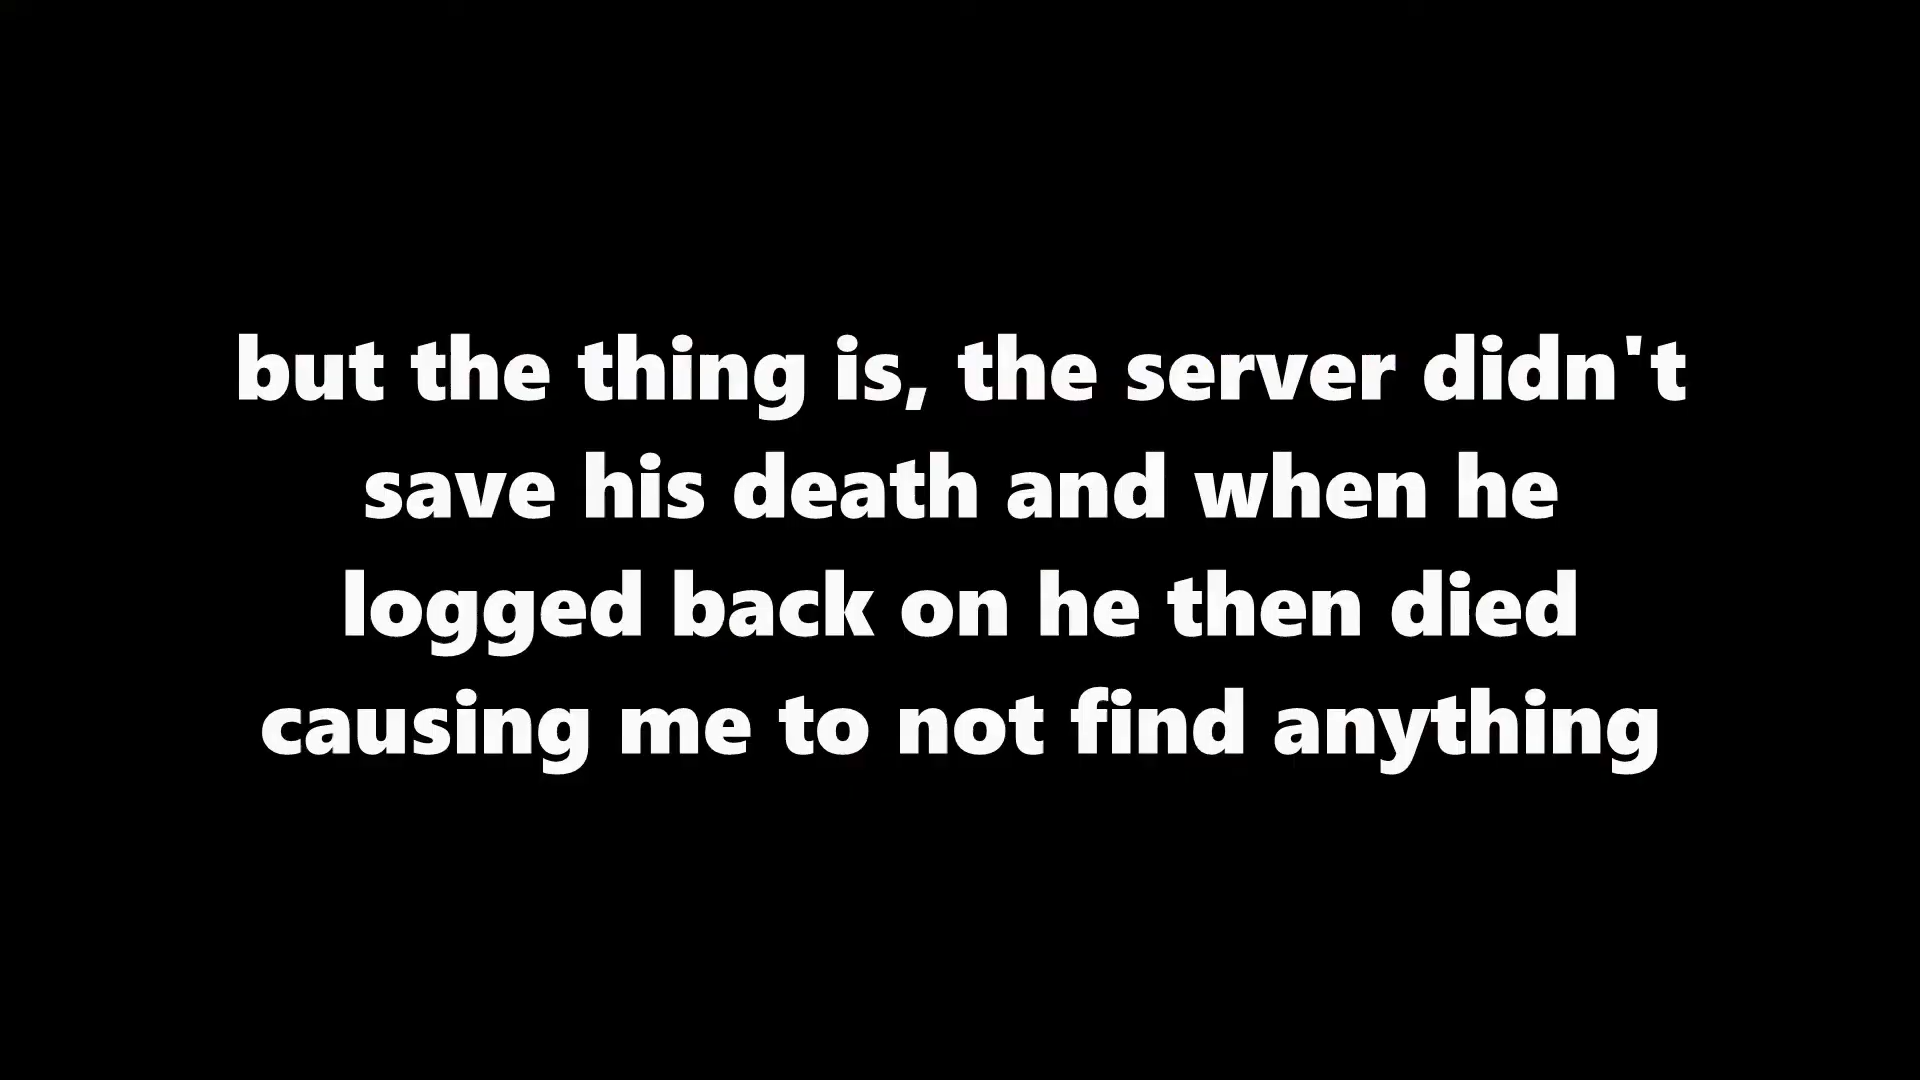 but the thing is, the server didn't
save his death and when he
logged back on he then died
causing me to not find anything